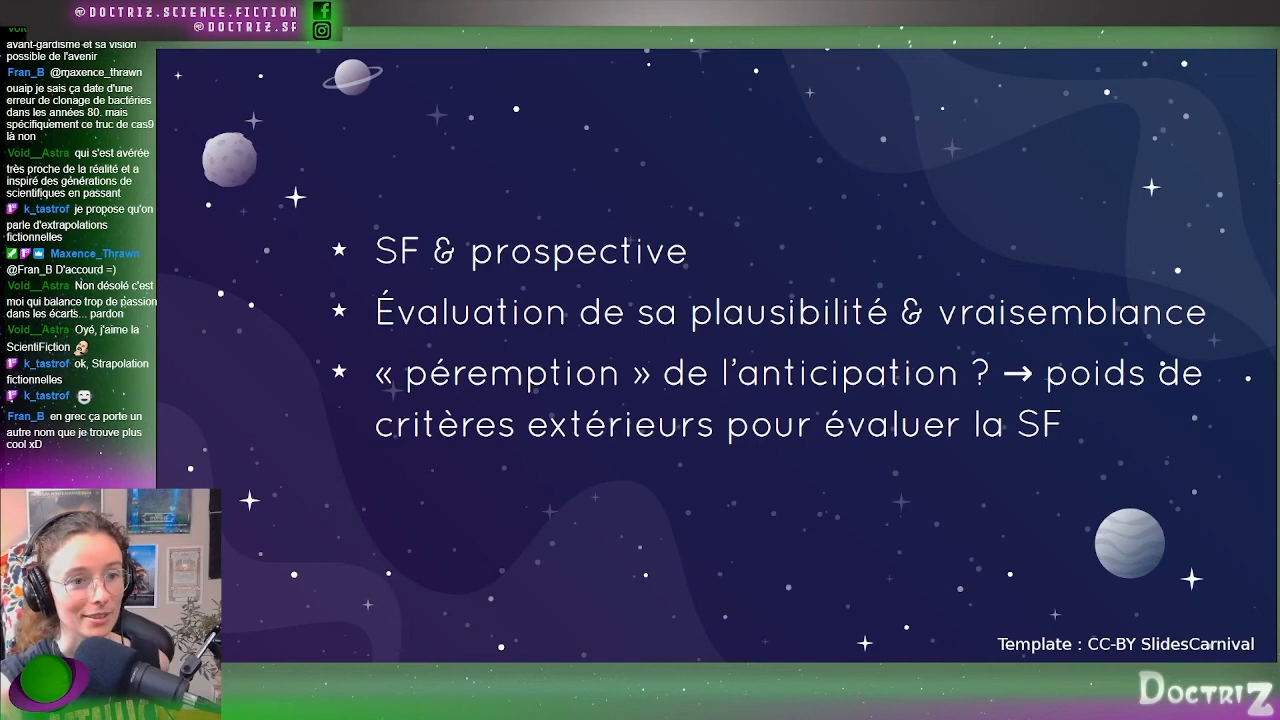 @DOCTRIZ.SCIENCE.FICTION
@DOCTRIZ.SF
avant-gardisme et sa vision
possible de l'avenir
Fran_B @maxence_thrawn
ouaip je sais ça date d'une
erreur de clonage de bactéries
dans les années 80. mais
spécifiquement ce truc de cas9
là non
Void__Astra qui s'est avérée
très proche de la réalité et a
inspiré des générations de
scientifiques en passant
k_tastrof je propose qu'on
parle d'extrapolations
fictionnelles
Maxence_Thrawn
@Fran_B D'accourd =)
Void__Astra Non désolé c'est
moi qui balance trop de passion
dans les écarts... pardon
Void__Astra Oyé, j'aime la
ScientiFiction
k_tastrof ok, Strapolation
fictionnelles
k_tastrof
Fran_B en grec ça porte un
autre nom que je trouve plus
cool xD
★ SF & prospective
★ Évaluation de sa plausibilité & vraisemblance
★ « péremption » de l'anticipation ? → poids de
critères extérieurs pour évaluer la SF
Template : CC-BY SlidesCarnival
DOCTRIZ